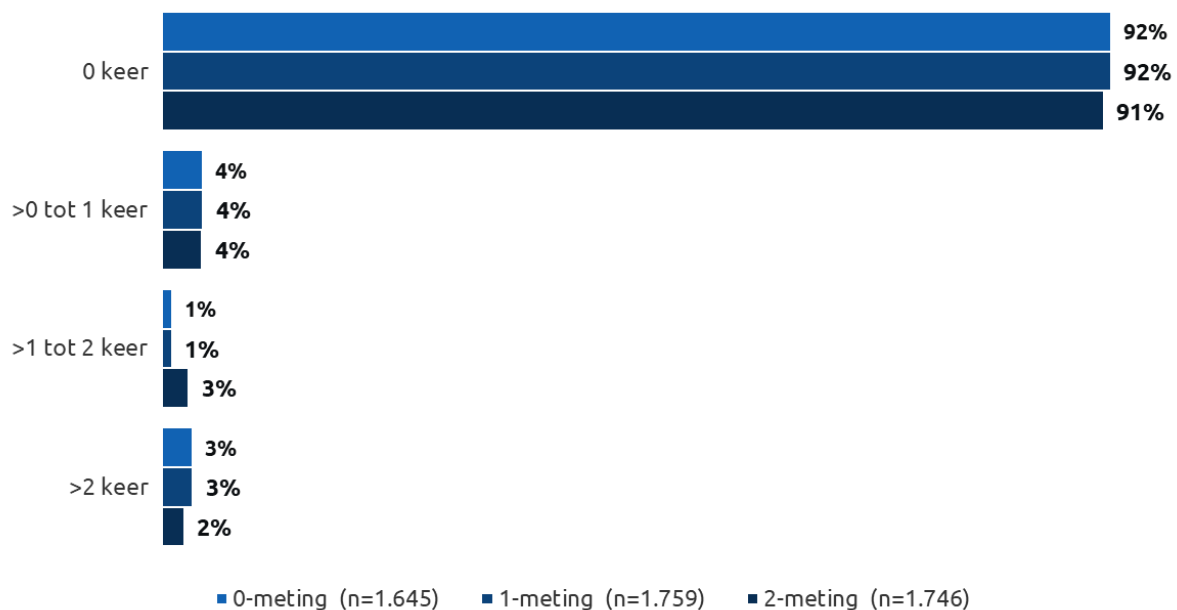 92%
0 keer 92%
91%
4%
>0 tot 1 keer 4%
4%
1%
>1 tot 2 keer 1%
3%
3%
>2 keer 3%
2%
0-meting (n=1.645) 1-meting (n=1.759) 2-meting (n=1.746)